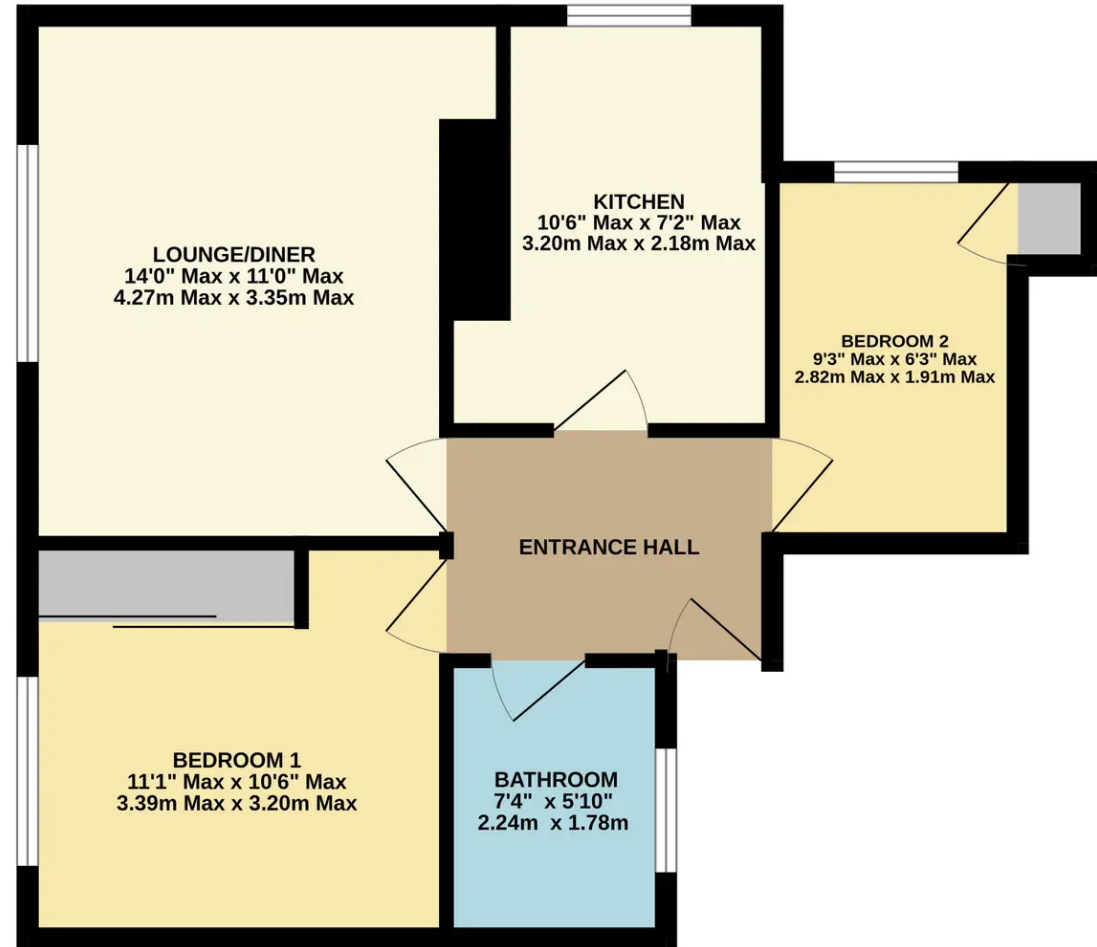 LOUNGE/DINER
14'0" Max x 11'0" Max
4.27m Max x 3.35m Max
KITCHEN
10'6" Max x 7'2" Max
3.20m Max x 2.18m Max
BEDROOM 2
9'3" Max x 6'3" Max
2.82m Max x 1.91m Max
ENTRANCE HALL
BEDROOM 1
11'1" Max x 10'6" Max
3.39m Max x 3.20m Max
BATHROOM
7'4" x 5'10"
2.24m x 1.78m